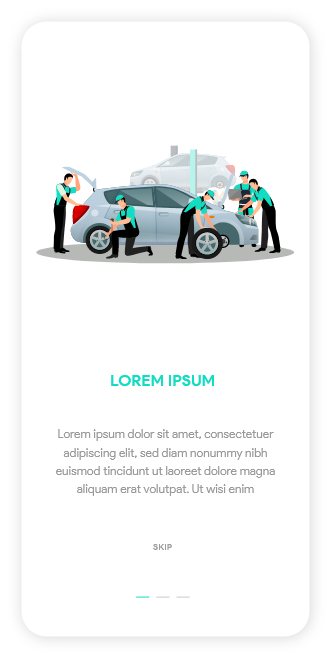 LOREM IPSUM
Lorem ipsum dolor sit amet, consectetuer
adipiscing elit, sed diam nonummy nibh
euismod tincidunt ut laoreet dolore magna
aliquam erat volutpat. Ut wisi enim
SKIP